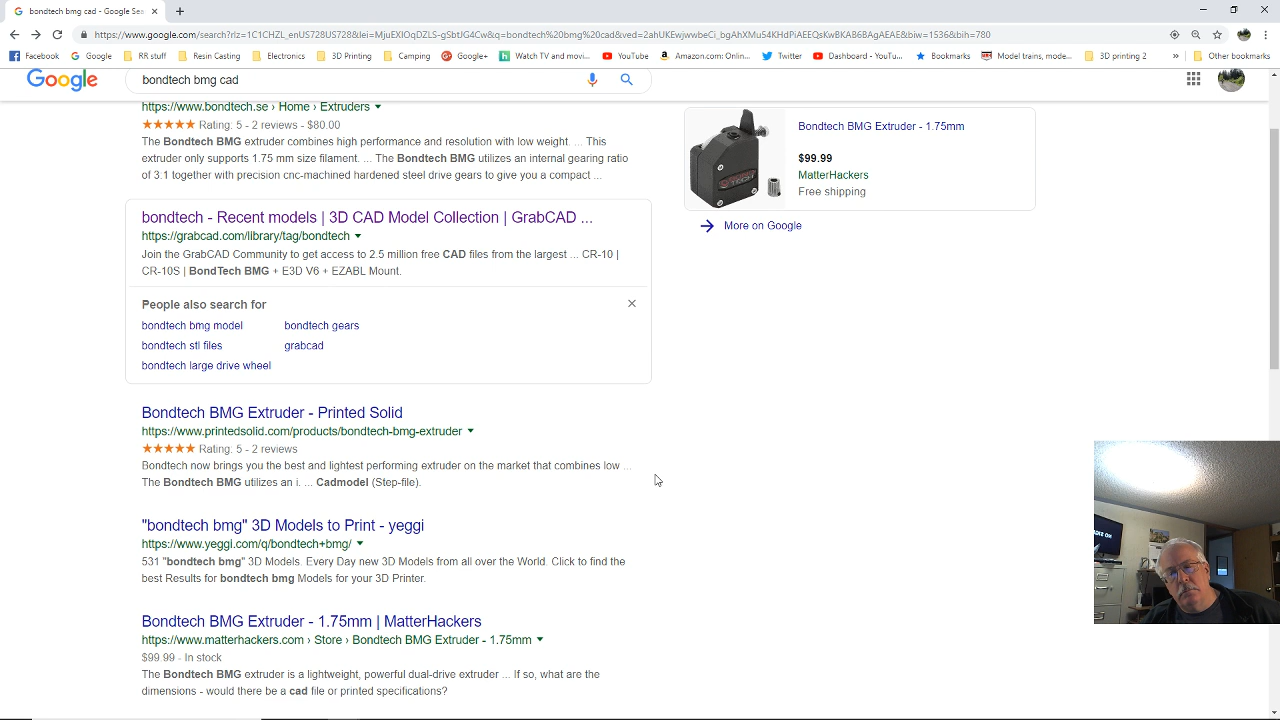 bondtech bmg cad - Google Sea
https://www.google.com/search?rlz=1C1CHZL_enUS728US728&lei=MjuEXIOqDZLS-gSbtJG4Cw&q=bondtech%20bmg%20cad&ved=2ahUKEwjwwbeCi_bgAhXMu54KHdPiAEEQsKwBKAB6BAgAEAE&biw=1536&bih=780
Facebook Google RR stuff Resin Casting Electronics 3D Printing Camping Google+ Watch TV and movi... YouTube Amazon.com: Onlin... Twitter Dashboard - YouTu... Bookmarks Model trains, mode... 3D printing 2 » Other bookmarks
Google bondtech bmg cad
https://www.bondtech.se › Home › Extruders
Rating: 5 - 2 reviews - $80.00
The Bondtech BMG extruder combines high performance and resolution with low weight. ... This
extruder only supports 1.75 mm size filament. ... The Bondtech BMG utilizes an internal gearing ratio
of 3:1 together with precision cnc-machined hardened steel drive gears to give you a compact ...
bondtech - Recent models | 3D CAD Model Collection | GrabCAD ...
https://grabcad.com/library/tag/bondtech
Join the GrabCAD Community to get access to 2.5 million free CAD files from the largest ... CR-10 |
CR-10S | BondTech BMG + E3D V6 + EZABL Mount.
People also search for
bondtech bmg model bondtech gears
bondtech stl files grabcad
bondtech large drive wheel
Bondtech BMG Extruder - Printed Solid
https://www.printedsolid.com/products/bondtech-bmg-extruder
Rating: 5 - 2 reviews
Bondtech now brings you the best and lightest performing extruder on the market that combines low ...
The Bondtech BMG utilizes an i. ... Cadmodel (Step-file).
"bondtech bmg" 3D Models to Print - yeggi
https://www.yeggi.com/q/bondtech+bmg/
531 "bondtech bmg" 3D Models. Every Day new 3D Models from all over the World. Click to find the
best Results for bondtech bmg Models for your 3D Printer.
Bondtech BMG Extruder - 1.75mm | MatterHackers
https://www.matterhackers.com › Store › Bondtech BMG Extruder - 1.75mm
$99.99 - In stock
The Bondtech BMG extruder is a lightweight, powerful dual-drive extruder ... If so, what are the
dimensions - would there be a cad file or printed specifications?
Bondtech BMG Extruder - 1.75mm
$99.99
MatterHackers
Free shipping
More on Google